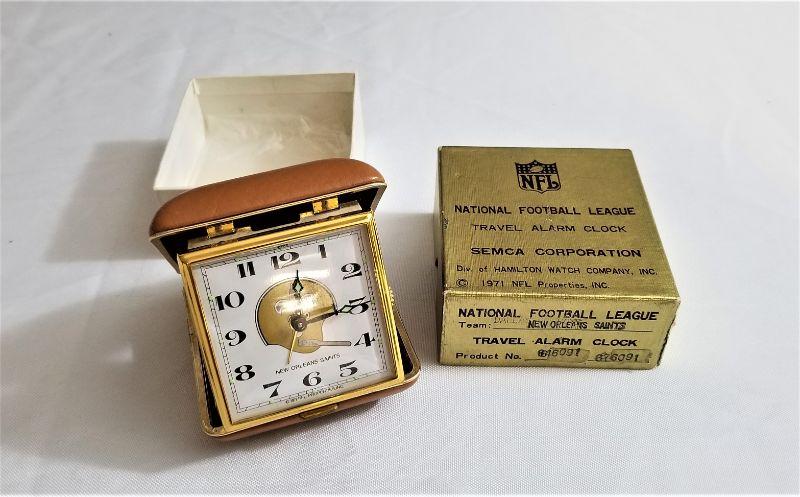 11 12
10 2
9 3
8 4
7 6 5
NEW ORLEANS SAINTS
NFL
NATIONAL FOOTBALL LEAGUE
TRAVEL ALARM CLOCK
SEMCA CORPORATION
Div. of HAMILTON WATCH COMPANY, INC.
© 1971 NFL Properties, INC.
NATIONAL FOOTBALL LEAGUE
Team: NEW ORLEANS SAINTS
TRAVEL ALARM CLOCK
Product No. 676091